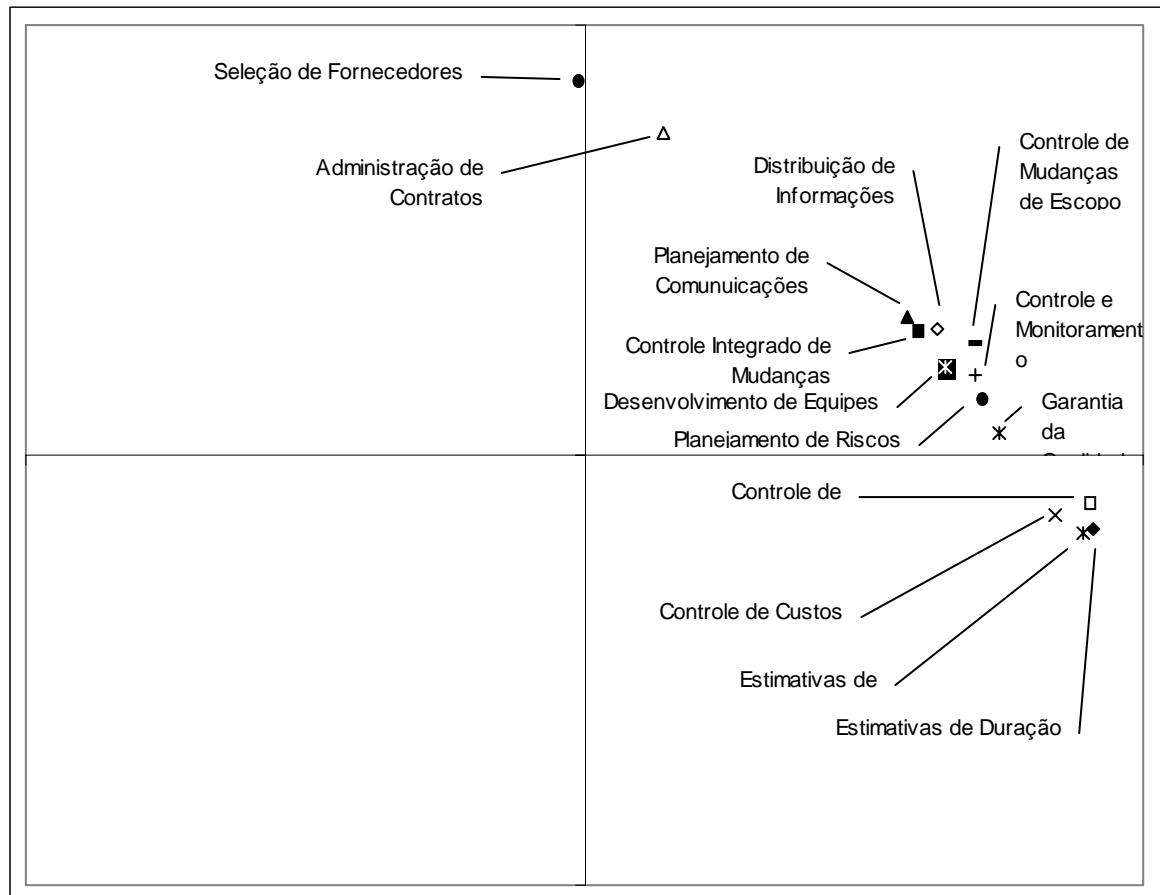 Seleção de Fornecedores
Administração de
Contratos
Distribuição de
Informações
Controle de
Mudanças
de Escopo
Planejamento de
Comunuicações
Controle e
Monitorament
o
Controle Integrado de
Mudanças
Desenvolvimento de Equipes
Planejamento de Riscos
Garantia
da
Controle de
Controle de Custos
Estimativas de
Estimativas de Duração